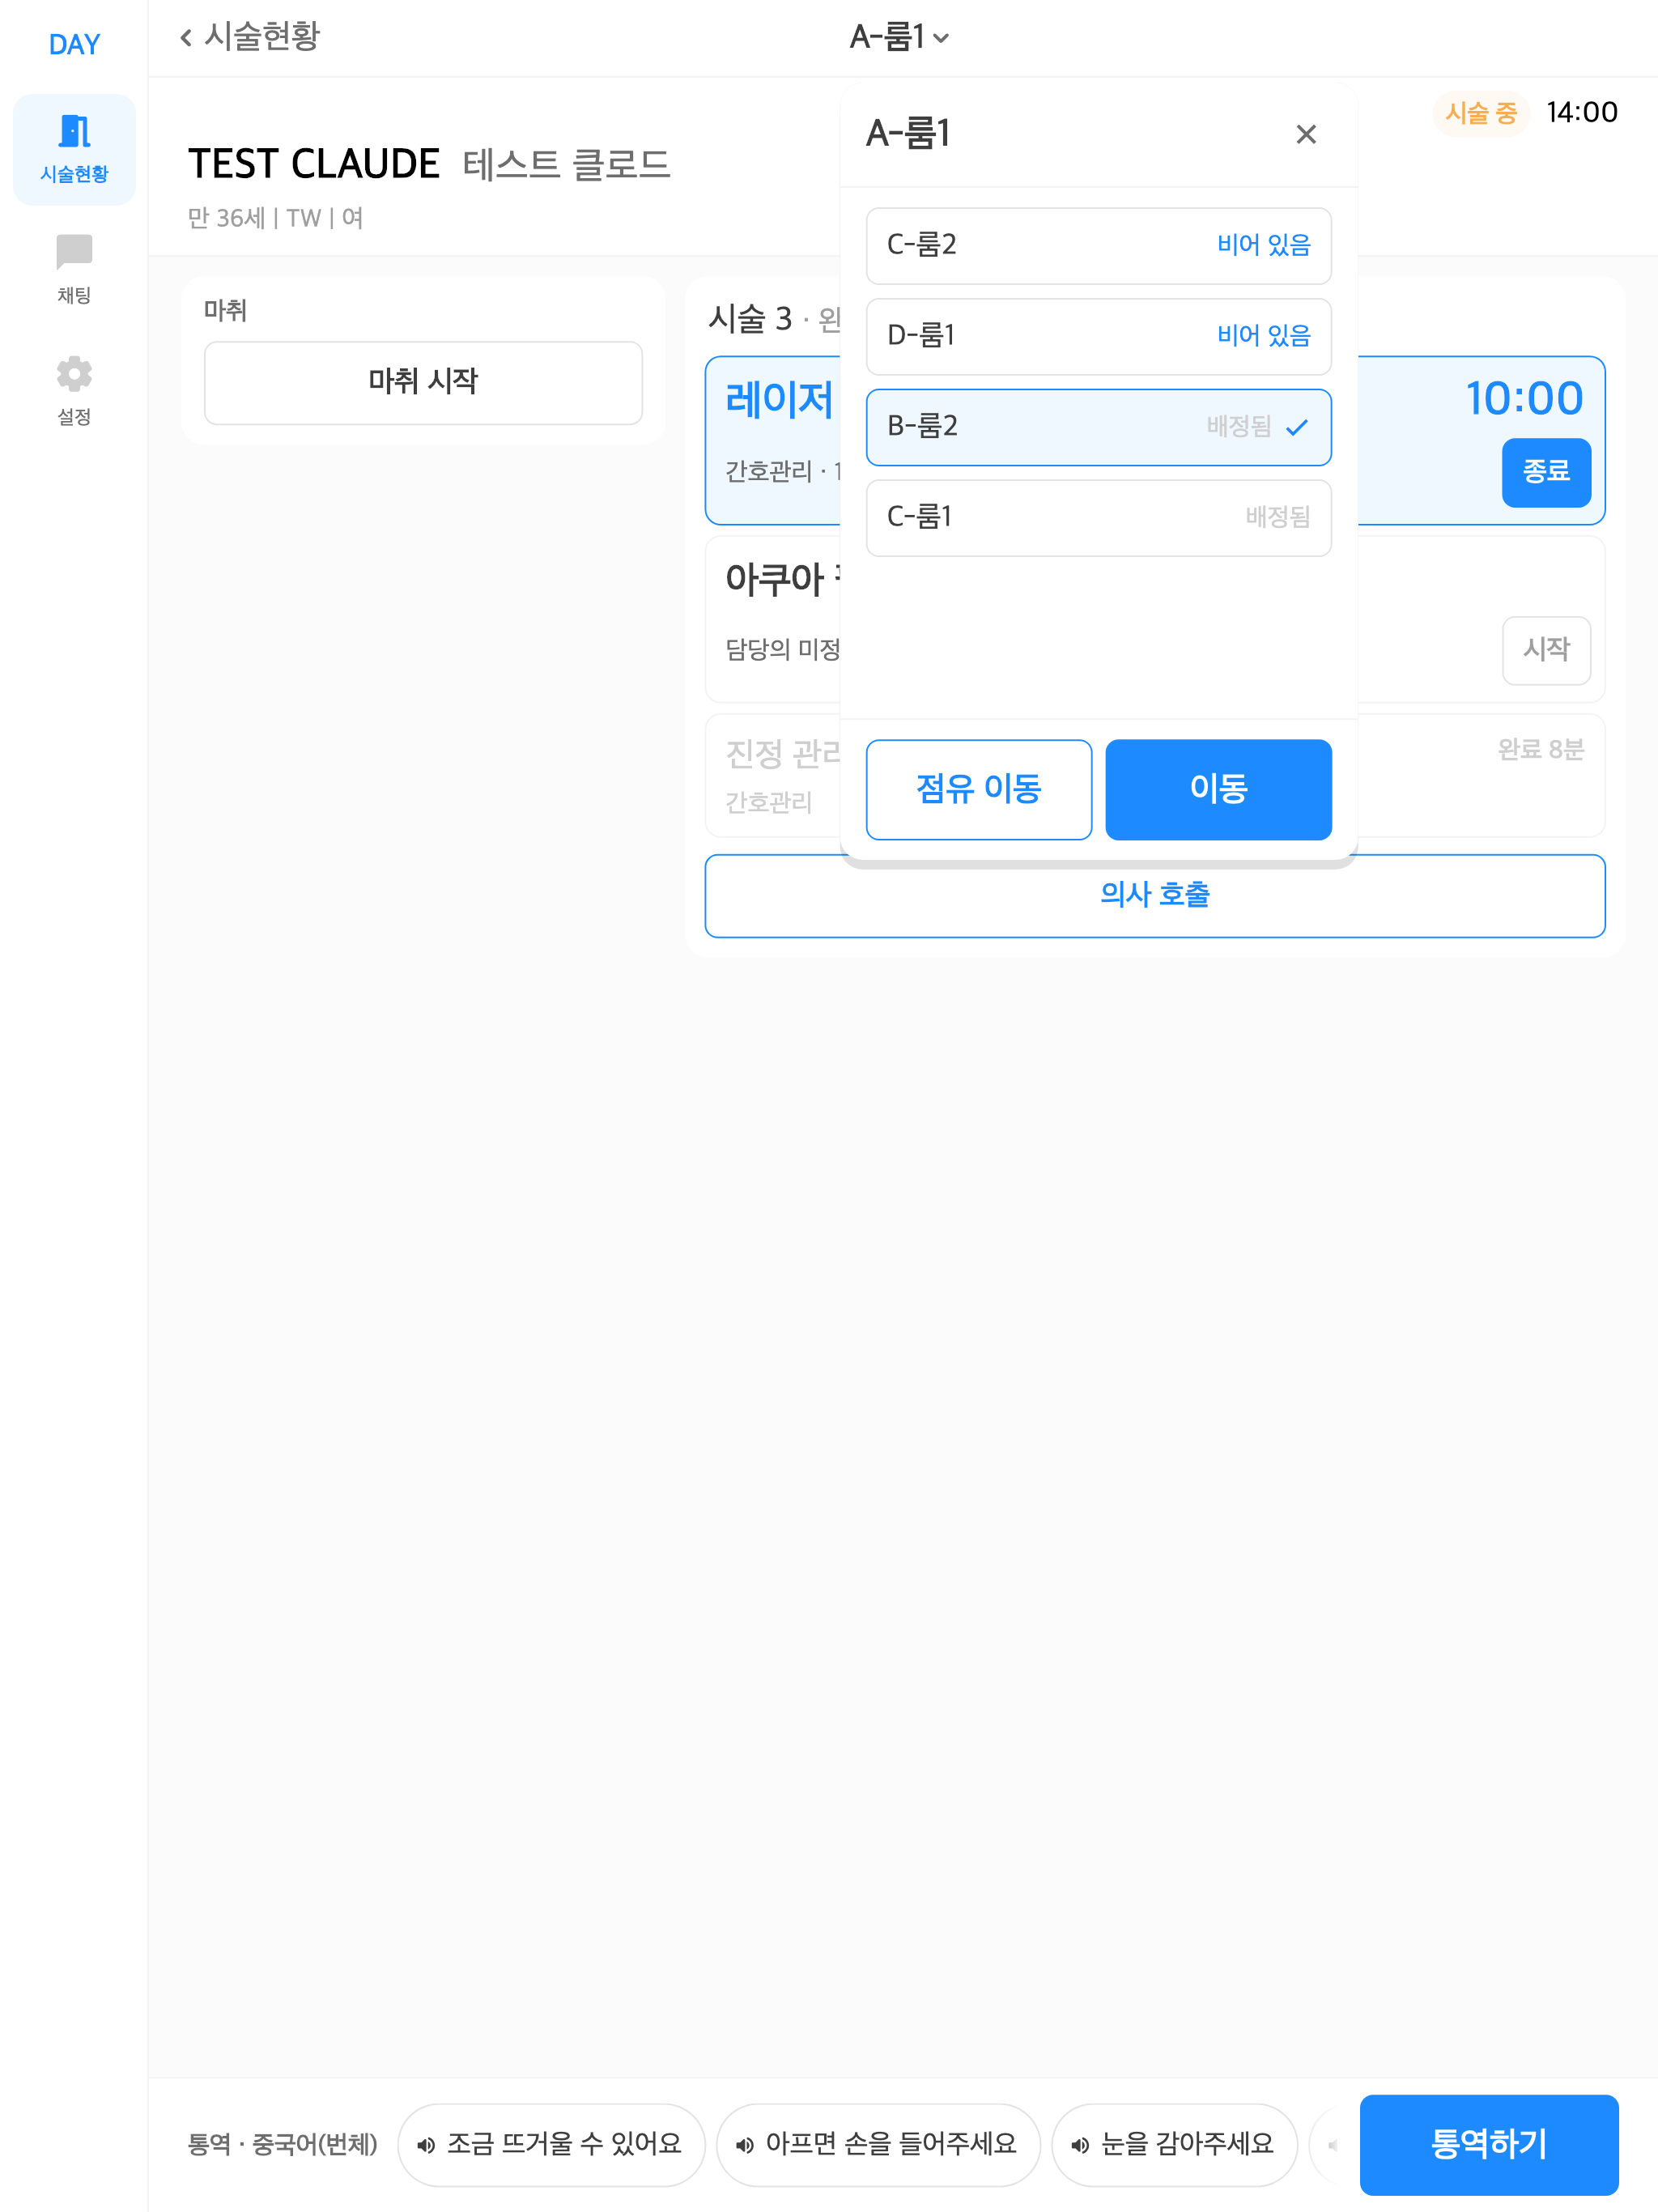 DAY
시술현황
채팅
설정
시술현황
A-룸1
TEST CLAUDE 테스트 클로드
만 36세 | TW | 여
시술 중 14:00
마취
마취 시작
시술 3 · 완
레이저
10:00
간호관리 · 1
종료
아쿠아
담당의 미정
시작
진정 관리
완료 8분
간호관리
의사 호출
A-룸1
C-룸2 비어 있음
D-룸1 비어 있음
B-룸2 배정됨
C-룸1 배정됨
점유 이동
이동
통역 · 중국어(번체)
조금 뜨거울 수 있어요
아프면 손을 들어주세요
눈을 감아주세요
통역하기